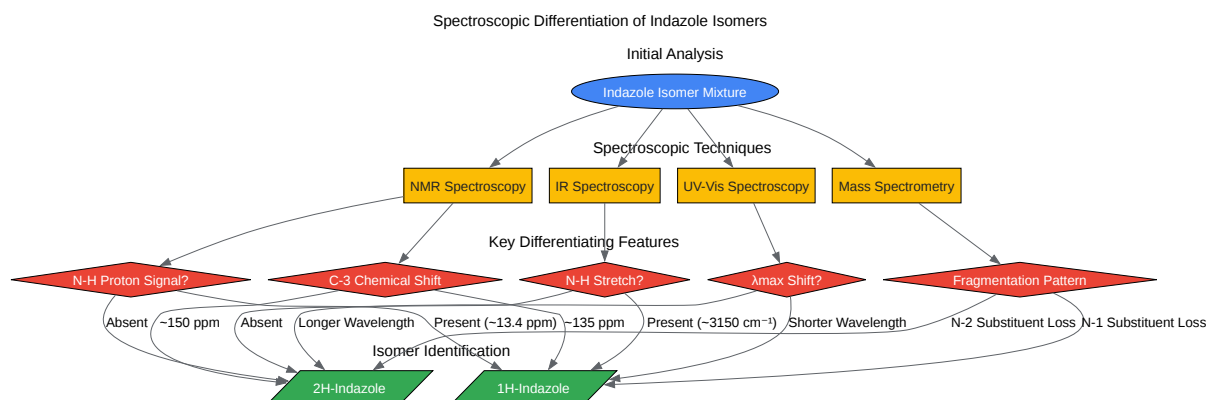 Spectroscopic Differentiation of Indazole Isomers
Initial Analysis
Indazole Isomer Mixture
Spectroscopic Techniques
NMR Spectroscopy
IR Spectroscopy
UV-Vis Spectroscopy
Mass Spectrometry
Key Differentiating Features
N-H Proton Signal?
C-3 Chemical Shift
N-H Stretch?
λmax Shift?
Fragmentation Pattern
Absent
~150 ppm
Absent
Longer Wavelength
Present (~13.4 ppm)
~135 ppm
Present (~3150 cm⁻¹)
Shorter Wavelength
N-2 Substituent Loss
N-1 Substituent Loss
Isomer Identification
2H-Indazole
1H-Indazole